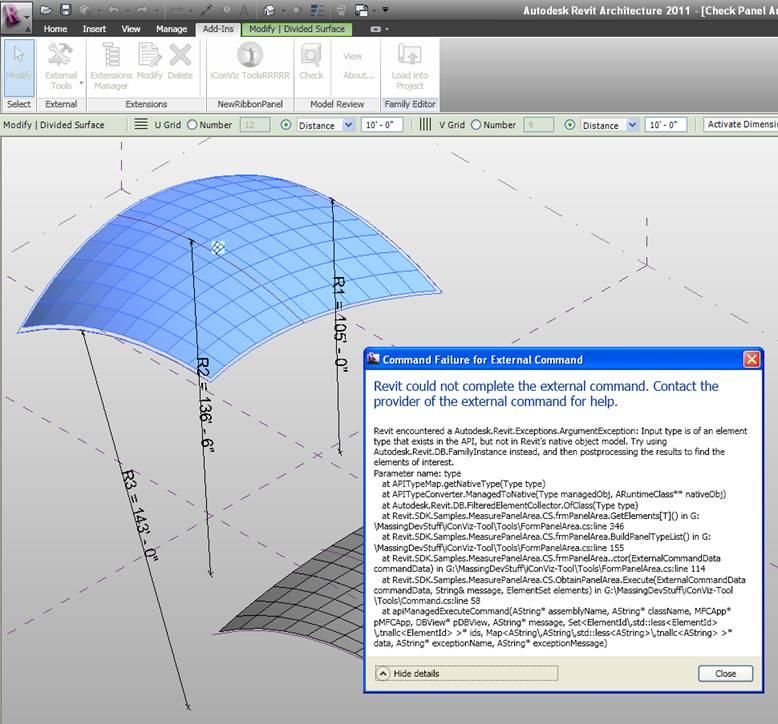 Autodesk Revit Architecture 2011 - [Check Panel Ar
Home Insert View Manage Add-Ins Modify | Divided Surface
Modify External Tools Extensions Manager Modify Delete iConViz ToolsRRRRR Check View About... Load into Project
Select External Extensions NewRibbonPanel Model Review Family Editor
Modify | Divided Surface U Grid Number 12 Distance 10' - 0" V Grid Number 9 Distance 10' - 0" Activate Dimensi
R1 = 105' - 0"
R2 = 136' - 6"
R3 = 143' - 0"
Command Failure for External Command
Revit could not complete the external command. Contact the
provider of the external command for help.
Revit encountered a Autodesk.Revit.Exceptions.ArgumentException: Input type is of an element
type that exists in the API, but not in Revit's native object model. Try using
Autodesk.Revit.DB.FamilyInstance instead, and then postprocessing the results to find the
elements of interest.
Parameter name: type
at APITypeMap.getNativeType(Type type)
at APITypeConverter.ManagedToNative(Type managedObj, ARuntimeClass** nativeObj)
at Autodesk.Revit.DB.FilteredElementCollector.OfClass(Type type)
at Revit.SDK.Samples.MeasurePanelArea.CS.frmPanelArea.GetElements[T]() in G:
\MassingDevStuff\iConViz-Tool\Tools\FormPanelArea.cs:line 346
at Revit.SDK.Samples.MeasurePanelArea.CS.frmPanelArea.BuildPanelTypeList() in G:
\MassingDevStuff\iConViz-Tool\Tools\FormPanelArea.cs:line 155
at Revit.SDK.Samples.MeasurePanelArea.CS.frmPanelArea..ctor(ExternalCommandData
commandData) in G:\MassingDevStuff\iConViz-Tool\Tools\FormPanelArea.cs:line 114
at Revit.SDK.Samples.MeasurePanelArea.CS.ObtainPanelArea.Execute(ExternalCommandData
commandData, String& message, ElementSet elements) in G:\MassingDevStuff\iConViz-Tool
\Tools\Command.cs:line 58
at apiManagedExecuteCommand(AString* assemblyName, AString* className, MFCApp*
pMFCApp, DBView* pDBView, AString* message, Set<ElementId\,std::less<ElementId>
\,tnallc<ElementId> >* ids, Map<AString\,AString\,std::less<AString>\,tnallc<AString> >*
data, AString* exceptionName, AString* exceptionMessage)
Hide details Close